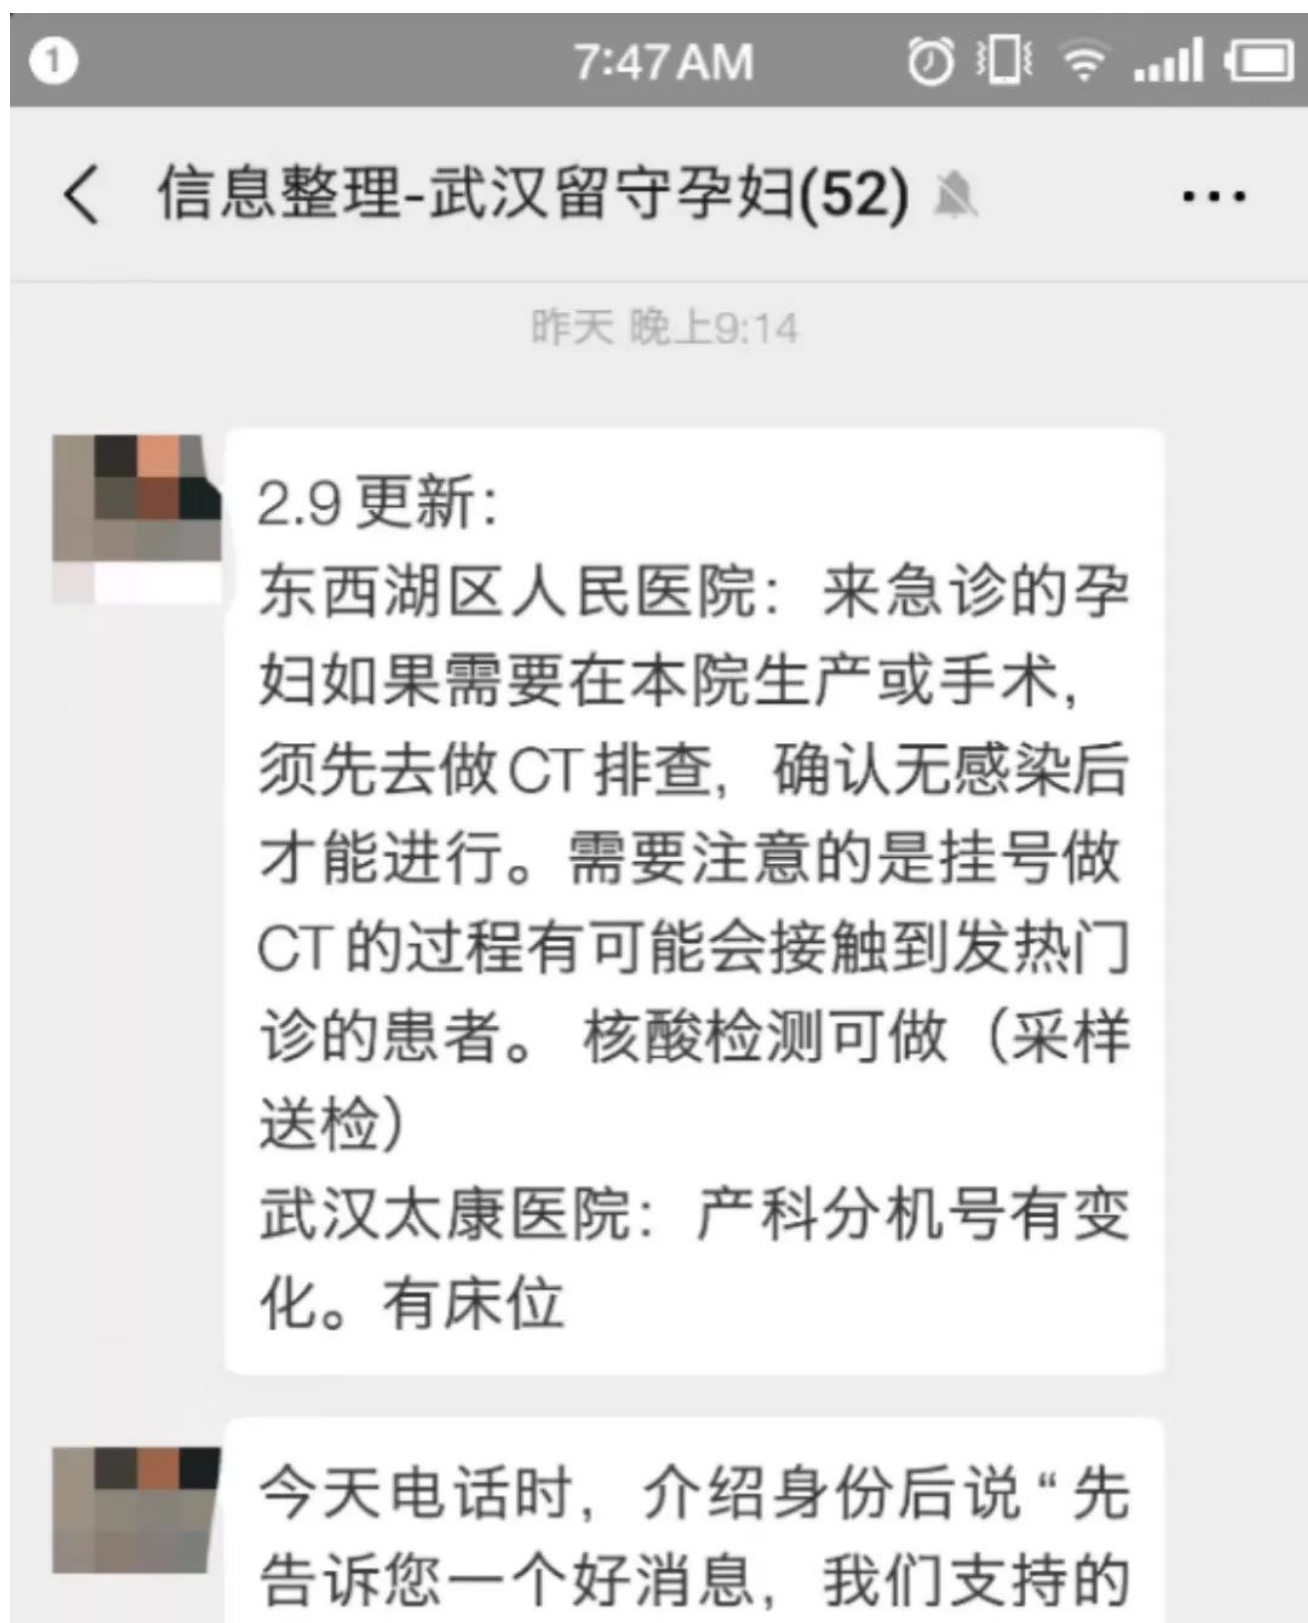 1
7:47AM
信息整理-武汉留守孕妇(52)
昨天 晚上9:14
2.9更新：
东西湖区人民医院：来急诊的孕
妇如果需要在本院生产或手术，
须先去做CT排查，确认无感染后
才能进行。需要注意的是挂号做
CT的过程有可能会接触到发热门
诊的患者。 核酸检测可做（采样
送检）
武汉太康医院：产科分机号有变
化。有床位
今天电话时，介绍身份后说“先
告诉您一个好消息，我们支持的